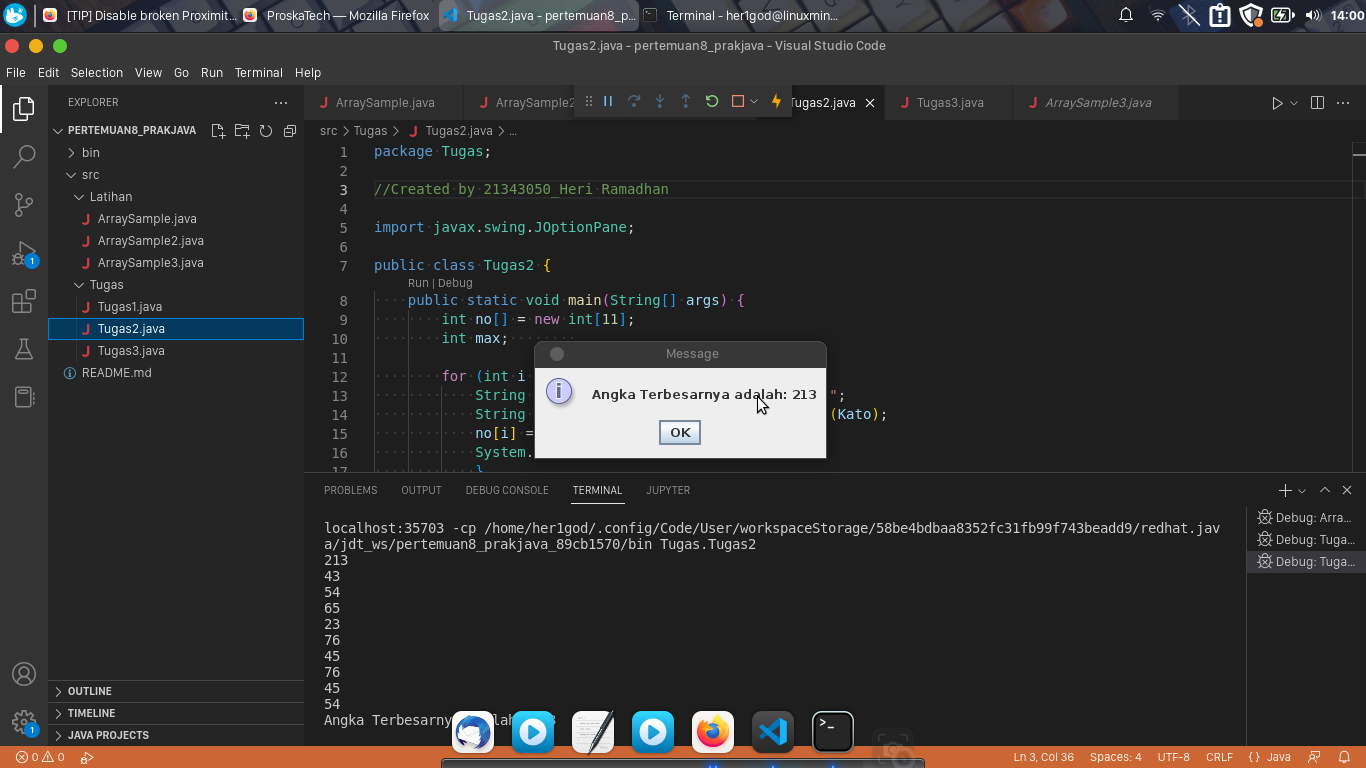 [TIP] Disable broken Proximit...
ProskaTech — Mozilla Firefox
Tugas2.java - pertemuan8_p...
Terminal - her1god@linuxmin...
14:00
Tugas2.java - pertemuan8_prakjava - Visual Studio Code
File Edit Selection View Go Run Terminal Help
EXPLORER
PERTEMUAN8_PRAKJAVA
bin
src
Latihan
ArraySample.java
ArraySample2.java
ArraySample3.java
Tugas
Tugas1.java
Tugas2.java
Tugas3.java
README.md
OUTLINE
TIMELINE
JAVA PROJECTS
1
1
ArraySample.java
ArraySample2
Tugas2.java
Tugas3.java
ArraySample3.java
src > Tugas > Tugas2.java > ...
1 package Tugas;
2
3 //Created by 21343050_Heri Ramadhan
4
5 import javax.swing.JOptionPane;
6
7 public class Tugas2 {
Run | Debug
8 public static void main(String[] args) {
9 int no[] = new int[11];
10 int max;
11
12 for (int i
13 String ";
14 String (Kato);
15 no[i] =
16 System.
17 }
Message
Angka Terbesarnya adalah: 213
OK
PROBLEMS OUTPUT DEBUG CONSOLE TERMINAL JUPYTER
localhost:35703 -cp /home/her1god/.config/Code/User/workspaceStorage/58be4bdbaa8352fc31fb99f743beadd9/redhat.jav
a/jdt_ws/pertemuan8_prakjava_89cb1570/bin Tugas.Tugas2
213
43
54
65
23
76
45
76
45
54
Angka Terbesarny
Debug: Arra...
Debug: Tuga...
Debug: Tuga...
0 0
Ln 3, Col 36 Spaces: 4 UTF-8 CRLF {} Java